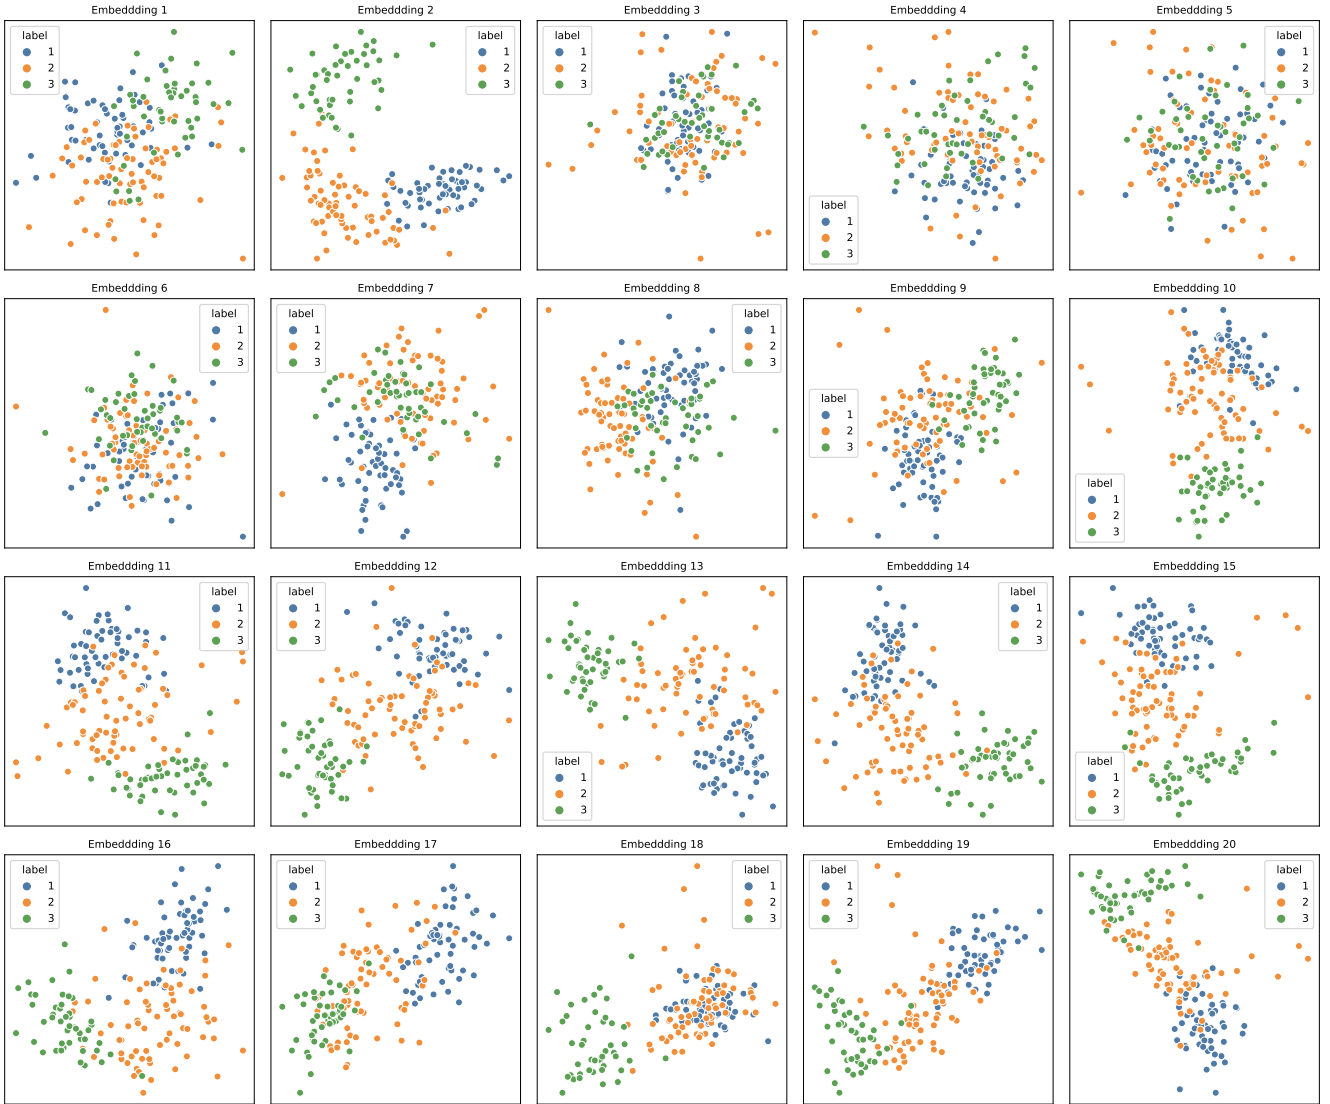 Embeddding 1
label
1
2
3
Embeddding 2
label
1
2
3
Embeddding 3
label
1
2
3
Embeddding 4
label
1
2
3
Embeddding 5
label
1
2
3
Embeddding 6
label
1
2
3
Embeddding 7
label
1
2
3
Embeddding 8
label
1
2
3
Embeddding 9
label
1
2
3
Embeddding 10
label
1
2
3
Embeddding 11
label
1
2
3
Embeddding 12
label
1
2
3
Embeddding 13
label
1
2
3
Embeddding 14
label
1
2
3
Embeddding 15
label
1
2
3
Embeddding 16
label
1
2
3
Embeddding 17
label
1
2
3
Embeddding 18
label
1
2
3
Embeddding 19
label
1
2
3
Embeddding 20
label
1
2
3